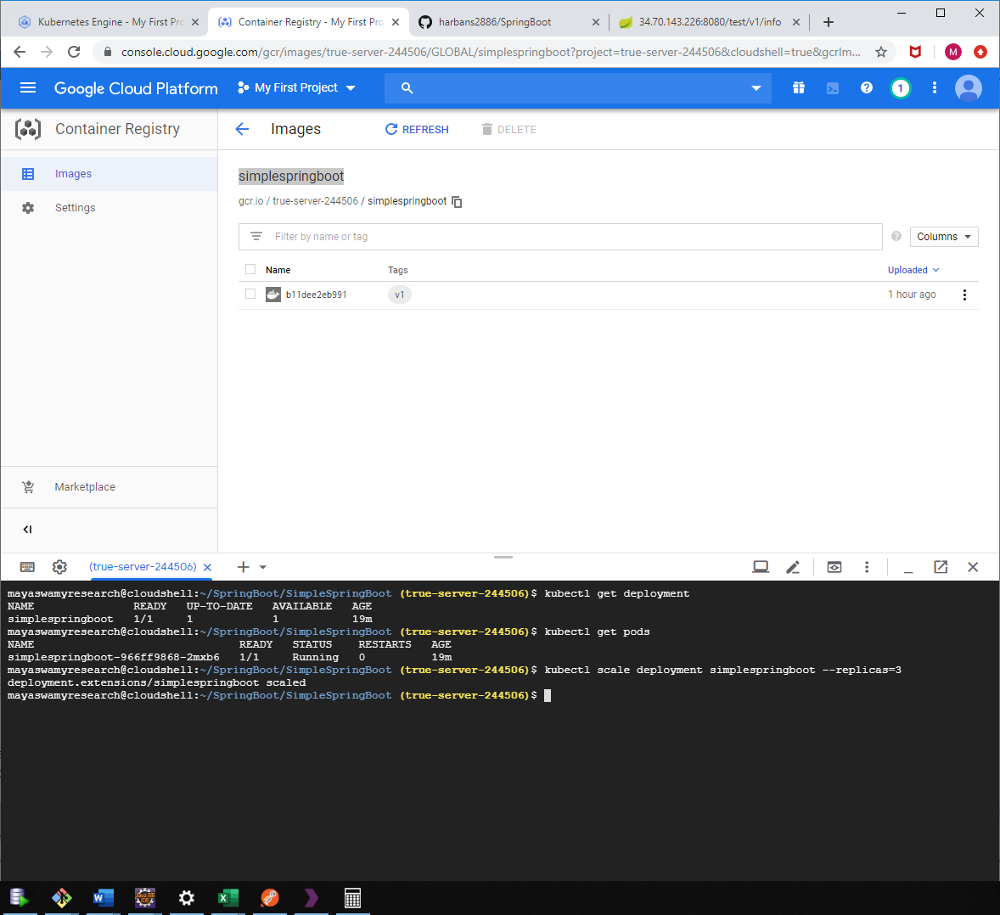 Kubernetes Engine - My First Pro
Container Registry - My First Pro
harbans2886/SpringBoot
34.70.143.226:8080/test/v1/info
console.cloud.google.com/gcr/images/true-server-244506/GLOBAL/simplespringboot?project=true-server-244506&cloudshell=true&gcrIm...
M
Google Cloud Platform
My First Project
1
Container Registry
Images
REFRESH
DELETE
Images
Settings
simplespringboot
gcr.io / true-server-244506 / simplespringboot
Filter by name or tag
Columns
Name
Tags
Uploaded
b11dee2eb991
v1
1 hour ago
Marketplace
(true-server-244506)
mayaswamyresearch@cloudshell:~/SpringBoot/SimpleSpringBoot (true-server-244506)$ kubectl get deployment
NAME READY UP-TO-DATE AVAILABLE AGE
simplespringboot 1/1 1 1 19m
mayaswamyresearch@cloudshell:~/SpringBoot/SimpleSpringBoot (true-server-244506)$ kubectl get pods
NAME READY STATUS RESTARTS AGE
simplespringboot-966ff9868-2mxb6 1/1 Running 0 19m
mayaswamyresearch@cloudshell:~/SpringBoot/SimpleSpringBoot (true-server-244506)$ kubectl scale deployment simplespringboot --replicas=3
deployment.extensions/simplespringboot scaled
mayaswamyresearch@cloudshell:~/SpringBoot/SimpleSpringBoot (true-server-244506)$